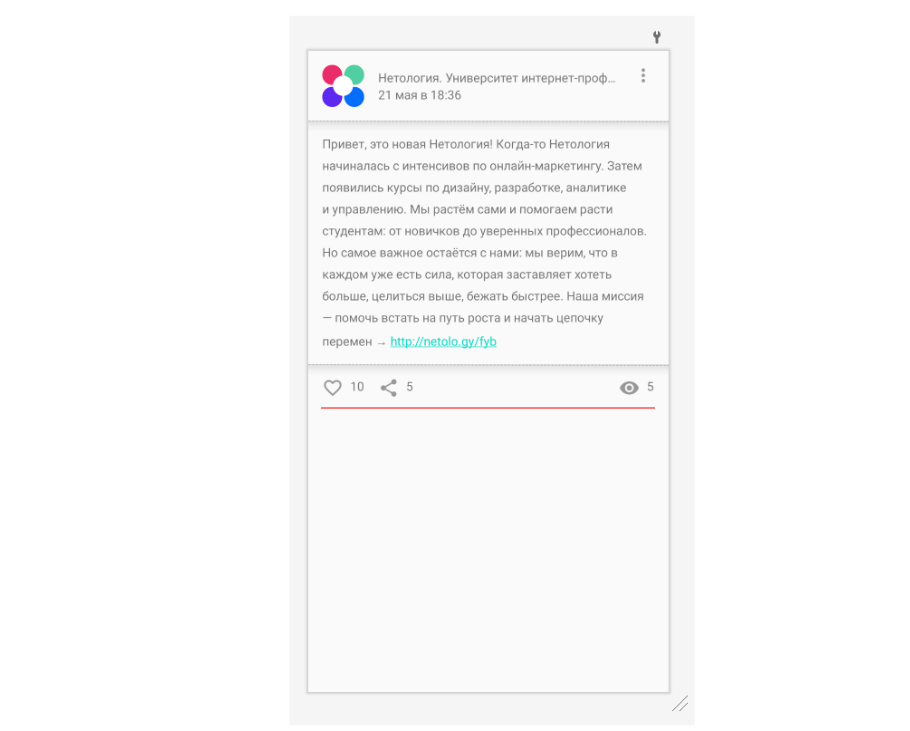 Нетология. Университет интернет-проф...
21 мая в 18:36
Привет, это новая Нетология! Когда-то Нетология
начиналась с интенсивов по онлайн-маркетингу. Затем
появились курсы по дизайну, разработке, аналитике
и управлению. Мы растём сами и помогаем расти
студентам: от новичков до уверенных профессионалов.
Но самое важное остаётся с нами: мы верим, что в
каждом уже есть сила, которая заставляет хотеть
больше, целиться выше, бежать быстрее. Наша миссия
— помочь встать на путь роста и начать цепочку
перемен → http://netolo.gy/fyb
10 5 5